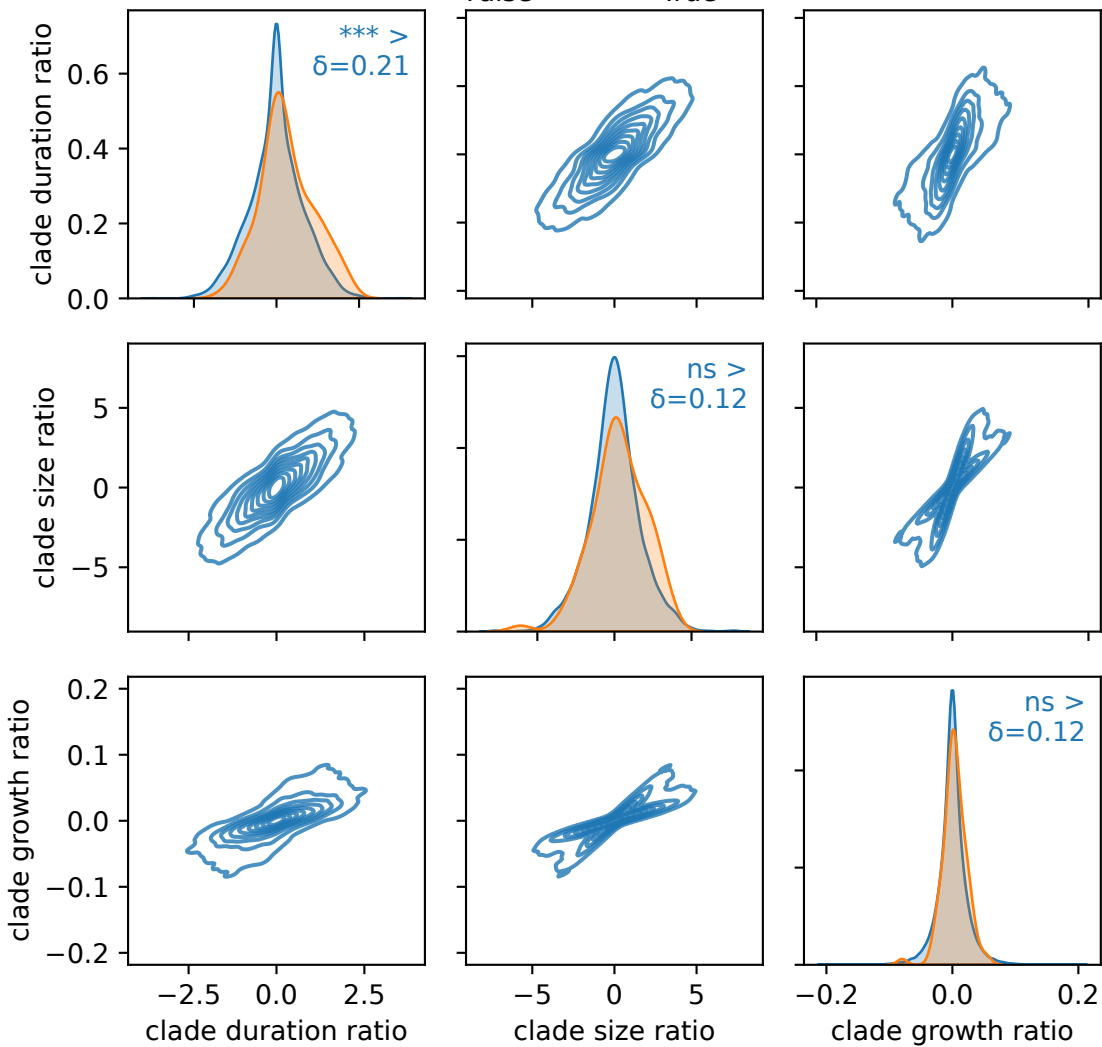 clade duration ratio
0.6
0.4
0.2
0.0
*** >
δ=0.21
clade size ratio
5
0
−5
ns >
δ=0.12
clade growth ratio
0.2
0.1
0.0
−0.1
−0.2
ns >
δ=0.12
−2.5 0.0 2.5
−5 0 5
−0.2 0.0 0.2
clade duration ratio
clade size ratio
clade growth ratio